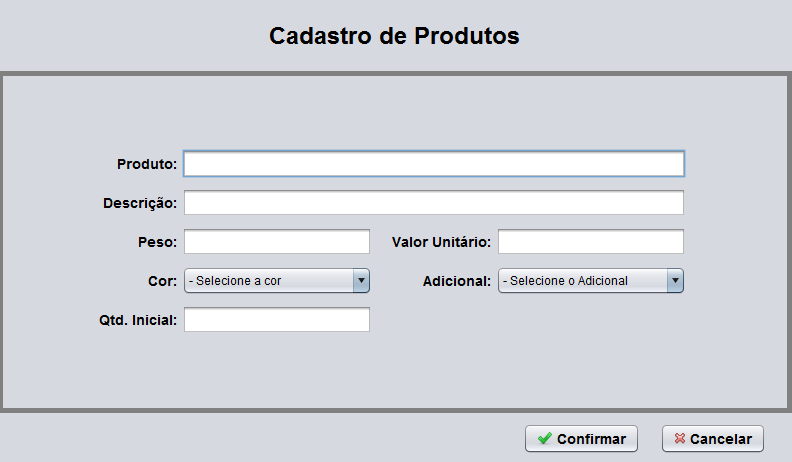 Cadastro de Produtos
Produto:
Descrição:
Peso: Valor Unitário:
Cor: - Selecione a cor Adicional: - Selecione o Adicional
Qtd. Inicial:
Confirmar Cancelar